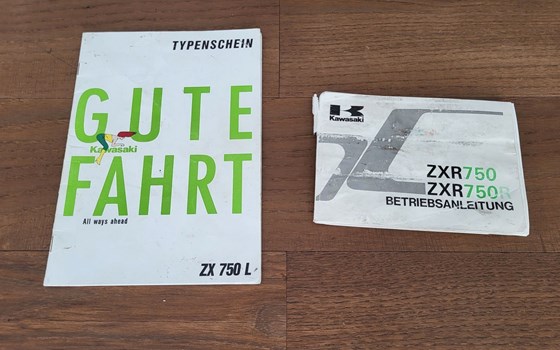 TYPENSCHEIN
GUTE
Kawasaki
FAHRT
All ways ahead
ZX 750 L
Kawasaki
ZXR750
ZXR750R
BETRIEBSANLEITUNG